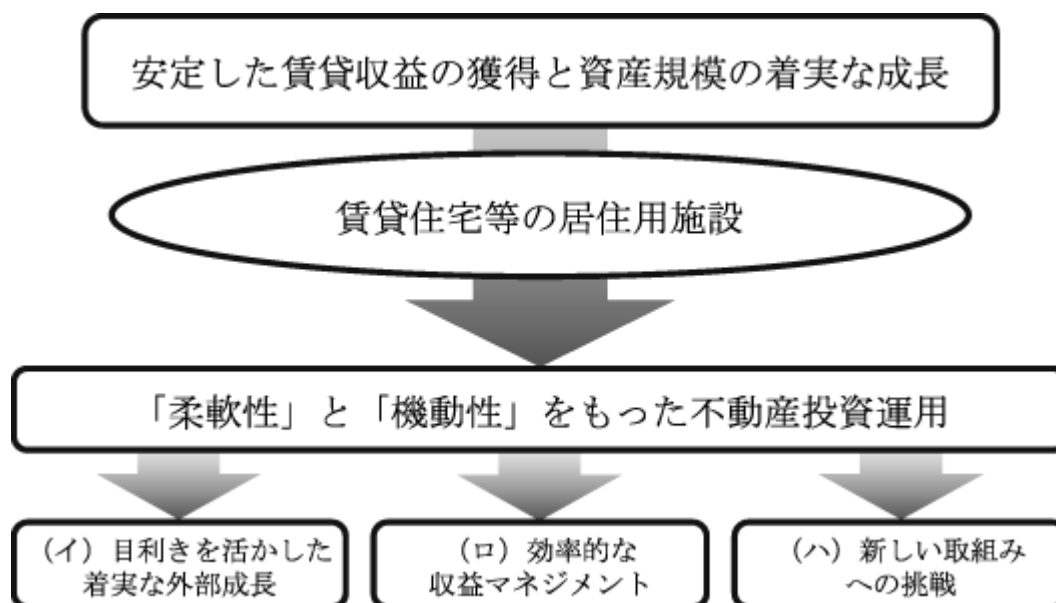 安定した賃貸収益の獲得と資産規模の着実な成長
賃貸住宅等の居住用施設
「柔軟性」と「機動性」をもった不動産投資運用
(イ)目利きを活かした
着実な外部成長
(ロ)効率的な
収益マネジメント
(ハ)新しい取組み
への挑戦